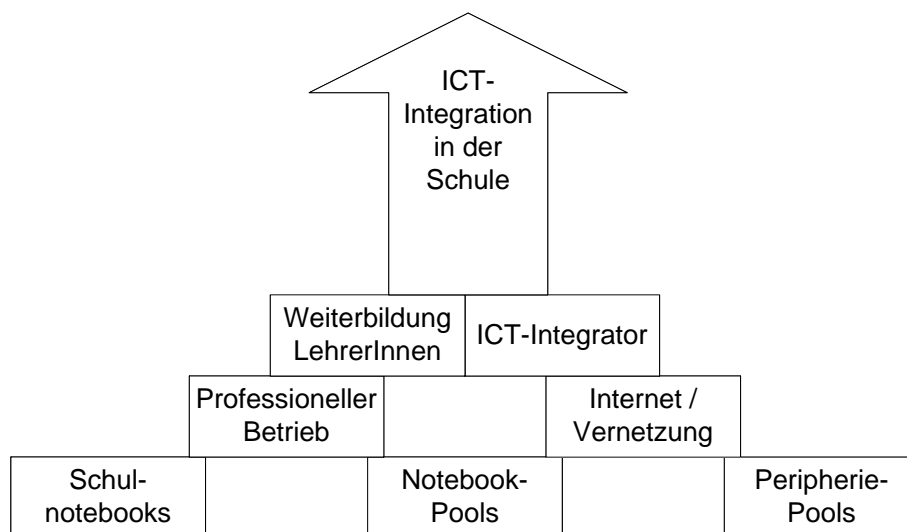 ICT-
Integration
in der
Schule
Weiterbildung
LehrerInnen
ICT-Integrator
Professioneller
Betrieb
Internet /
Vernetzung
Schul-
notebooks
Notebook-
Pools
Peripherie-
Pools